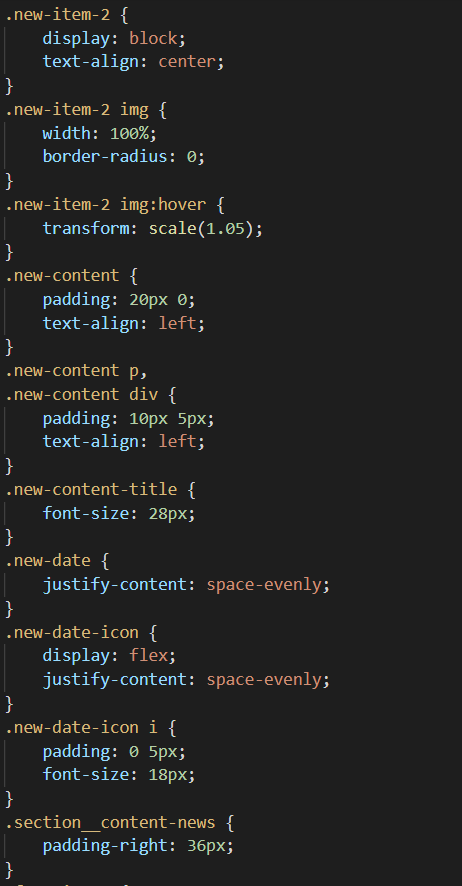 .new-item-2 {
    display: block;
    text-align: center;
}
.new-item-2 img {
    width: 100%;
    border-radius: 0;
}
.new-item-2 img:hover {
    transform: scale(1.05);
}
.new-content {
    padding: 20px 0;
    text-align: left;
}
.new-content p,
.new-content div {
    padding: 10px 5px;
    text-align: left;
}
.new-content-title {
    font-size: 28px;
}
.new-date {
    justify-content: space-evenly;
}
.new-date-icon {
    display: flex;
    justify-content: space-evenly;
}
.new-date-icon i {
    padding: 0 5px;
    font-size: 18px;
}
.section__content-news {
    padding-right: 36px;
}